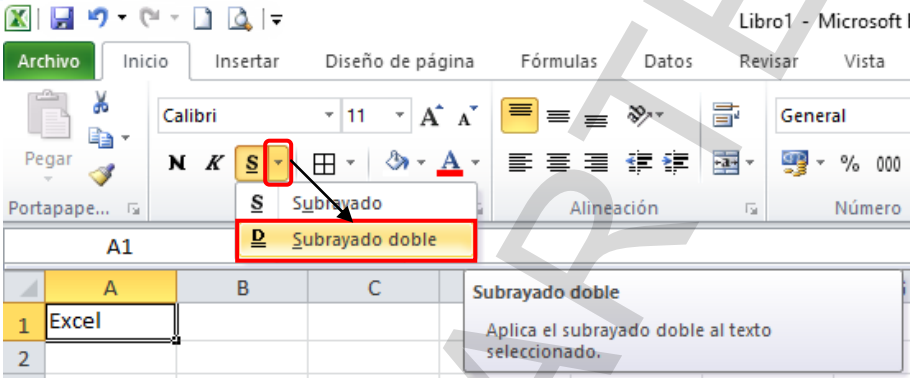 Libro1 - Microsoft
Archivo Inicio Insertar Diseño de página Fórmulas Datos Revisar Vista
Calibri 11 A A General
Pegar N K S A % 000
Portapape... Alineación Número
S Subrayado
D Subrayado doble
A1
A B C
1 Excel
2
Subrayado doble
Aplica el subrayado doble al texto
seleccionado.